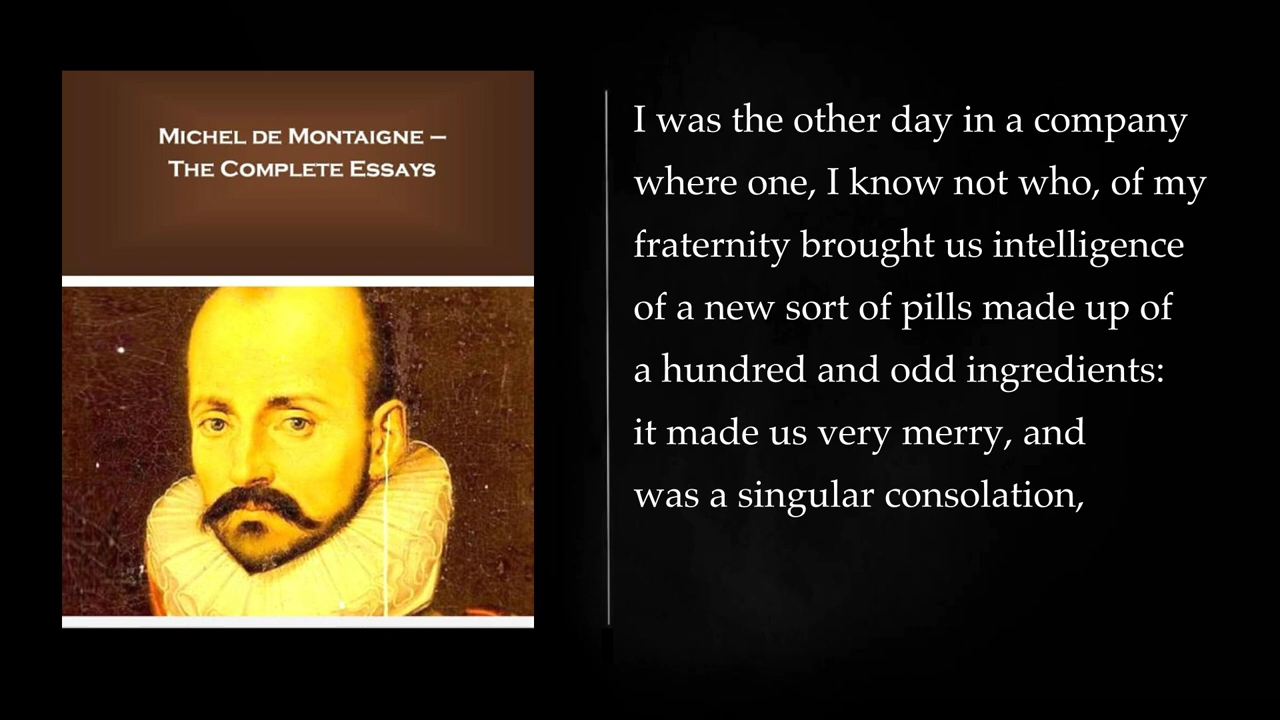 MICHEL DE MONTAIGNE –
THE COMPLETE ESSAYS
I was the other day in a company
where one, I know not who, of my
fraternity brought us intelligence
of a new sort of pills made up of
a hundred and odd ingredients:
it made us very merry, and
was a singular consolation,